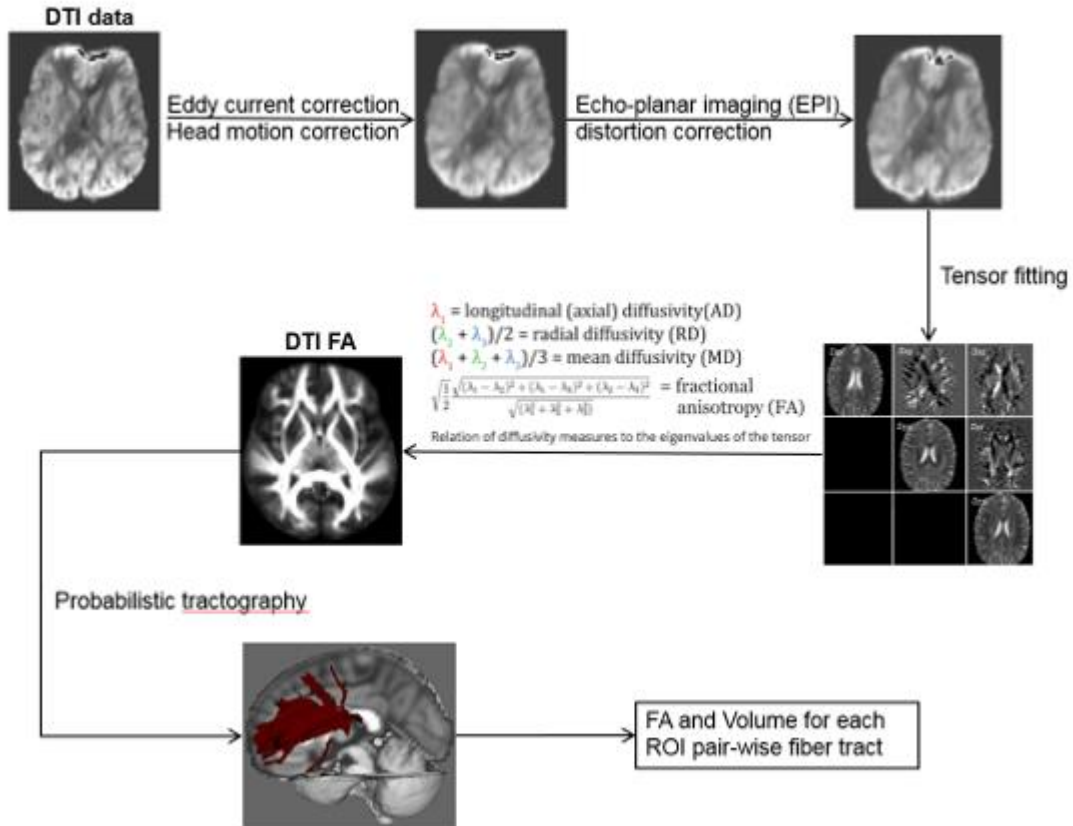 DTI data
Eddy current correction
Head motion correction
Echo-planar imaging (EPI)
distortion correction
Tensor fitting
λ₁ = longitudinal (axial) diffusivity(AD)
(λ₂ + λ₃)/2 = radial diffusivity (RD)
(λ₁ + λ₂ + λ₃)/3 = mean diffusivity (MD)
= fractional
anisotropy (FA)
Relation of diffusivity measures to the eigenvalues of the tensor
DTI FA
Probabilistic tractography
FA and Volume for each
ROI pair-wise fiber tract